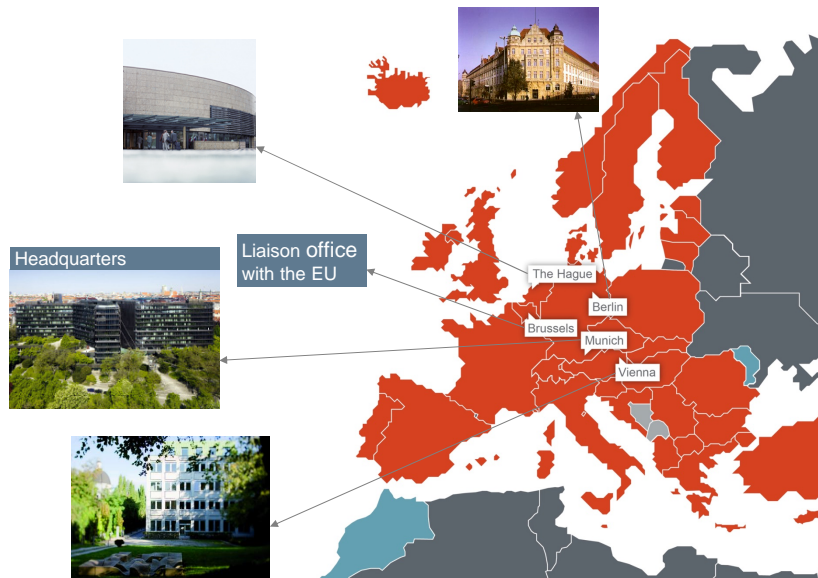 Headquarters
Liaison office
with the EU
The Hague
Berlin
Brussels
Munich
Vienna